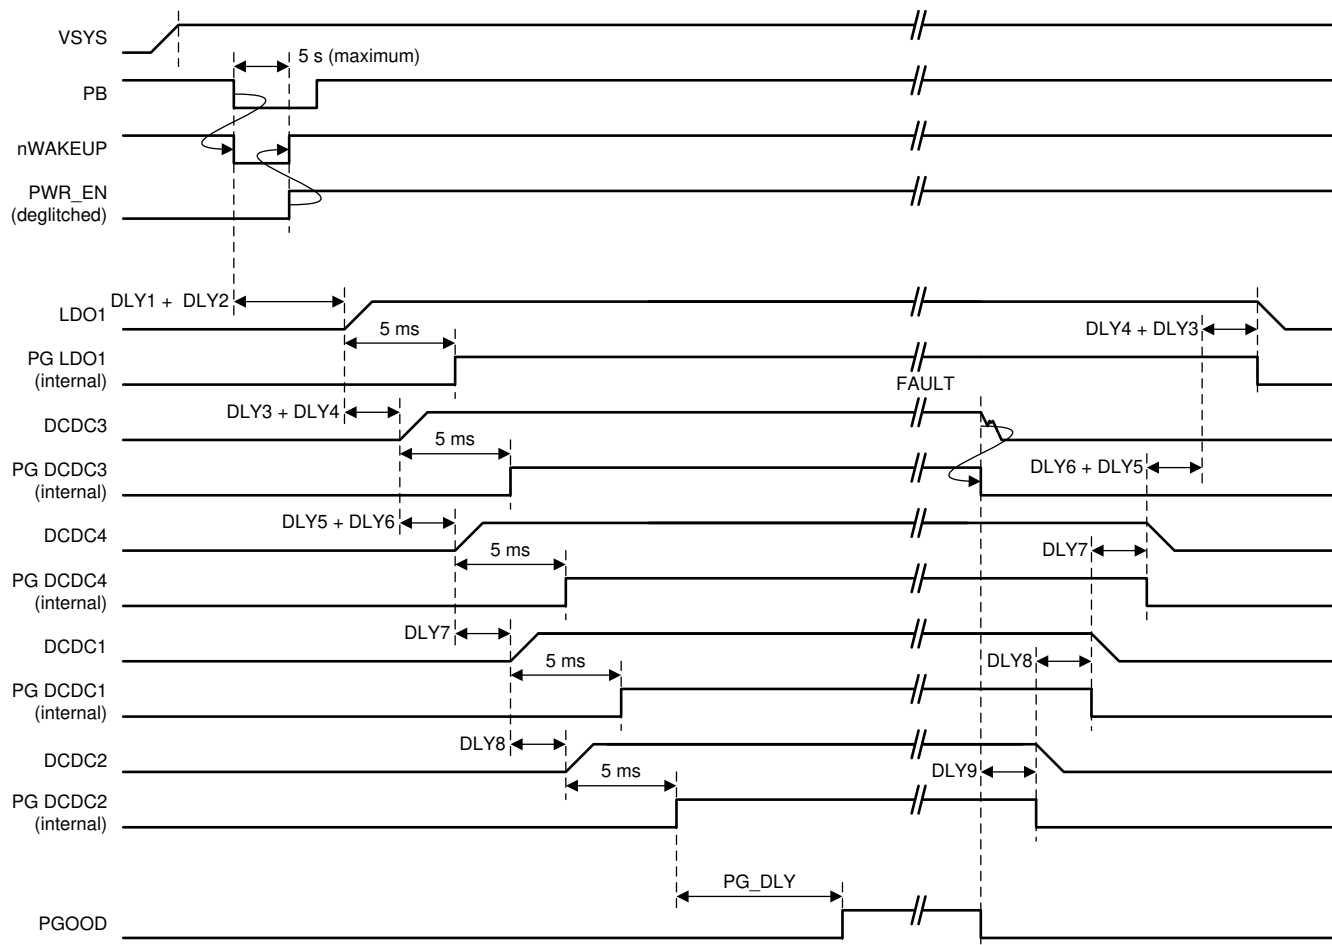 VSYS
5 s (maximum)
PB
nWAKEUP
PWR_EN
(deglitched)
DLY1 + DLY2
LDO1
5 ms
DLY4 + DLY3
PG LDO1
(internal)
FAULT
DLY3 + DLY4
DCDC3
5 ms
PG DCDC3
(internal)
DLY6 + DLY5
DLY5 + DLY6
DCDC4
5 ms
DLY7
PG DCDC4
(internal)
DLY7
DCDC1
5 ms
DLY8
PG DCDC1
(internal)
DLY8
DCDC2
5 ms
DLY9
PG DCDC2
(internal)
PG_DLY
PGOOD